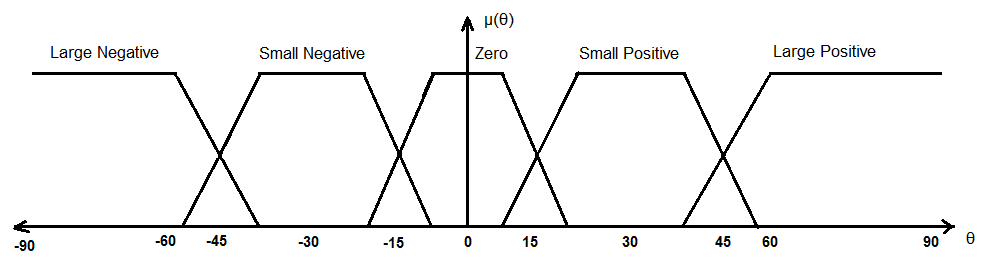 μ(θ)
Large Negative Small Negative Zero Small Positive Large Positive
-90 -60 -45 -30 -15 0 15 30 45 60 90 θ